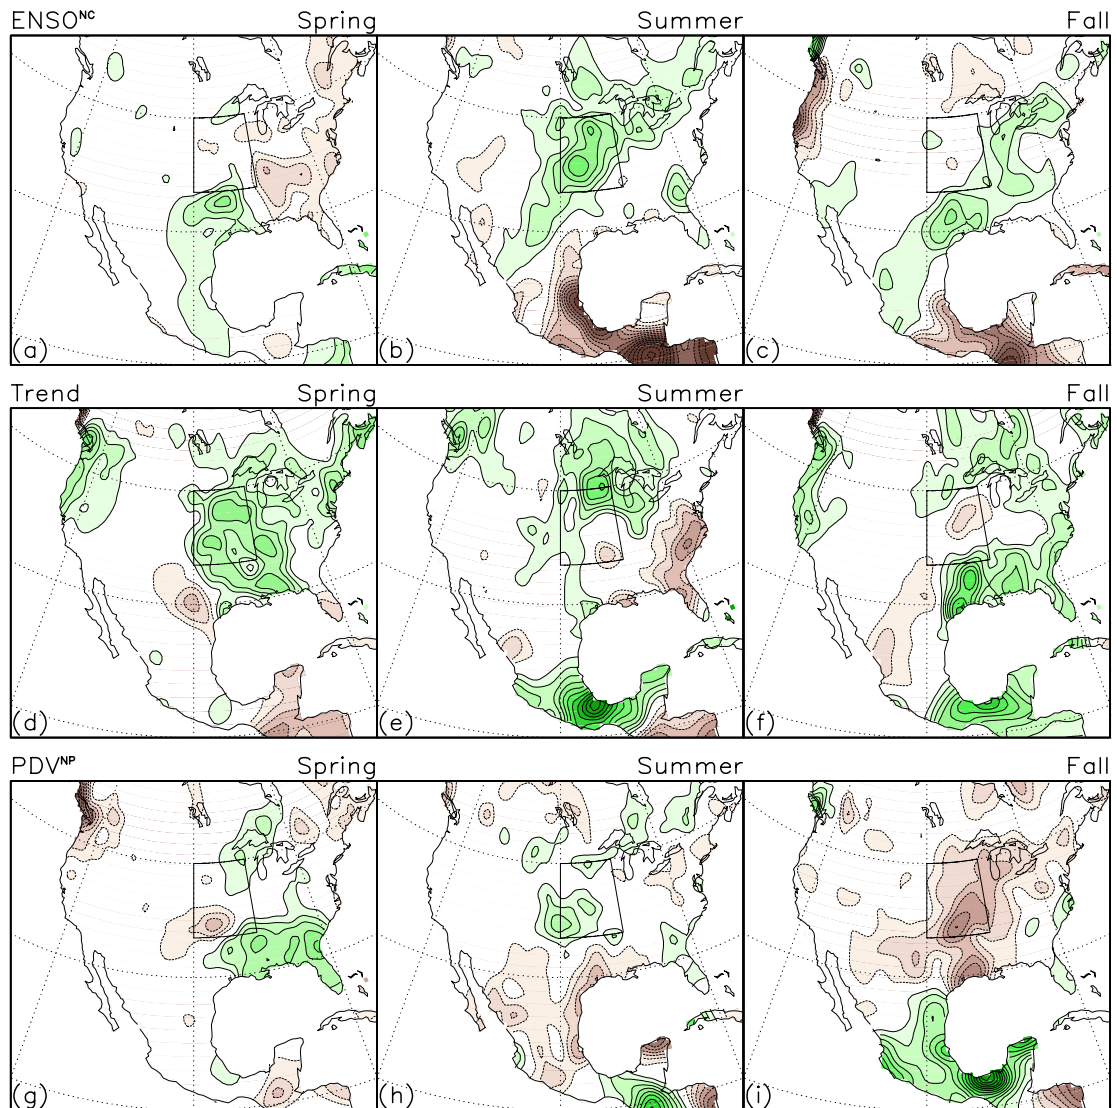 ENSO^NC Spring Summer Fall
(a) (b) (c)
Trend Spring Summer Fall
(d) (e) (f)
PDV^NP Spring Summer Fall
(g) (h) (i)